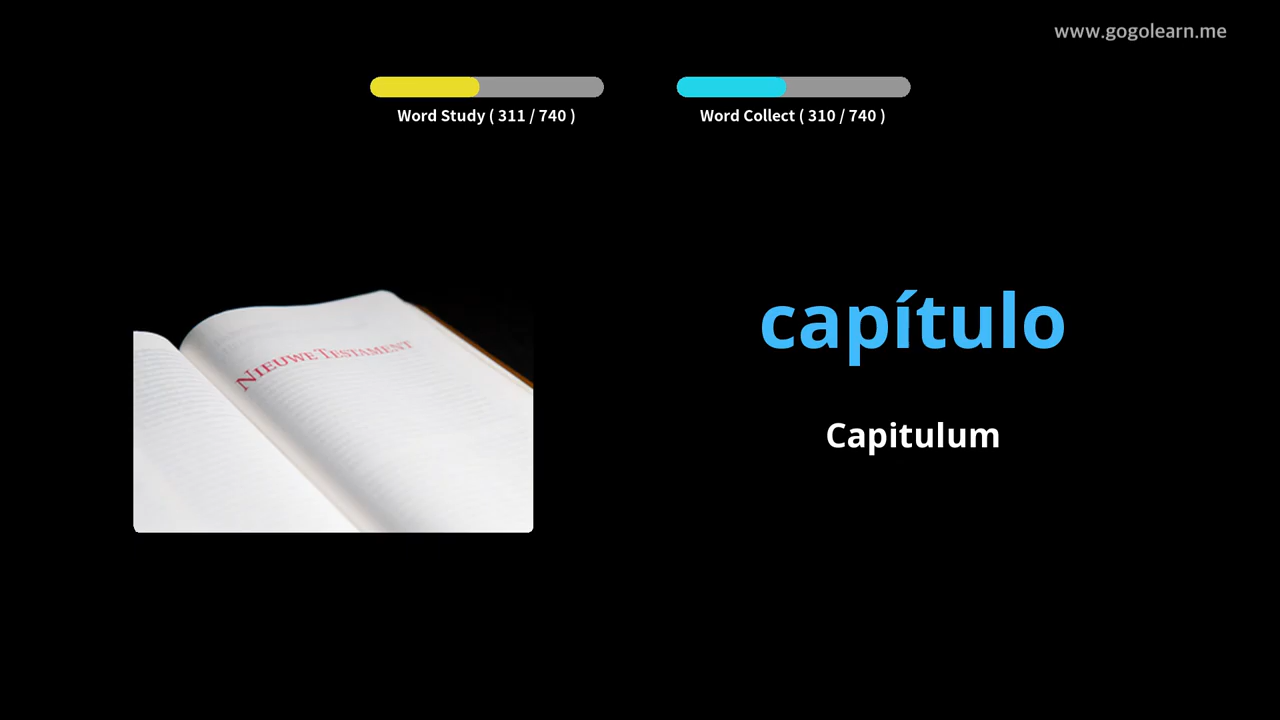 www.gogolearn.me
Word Study ( 311 / 740 )
Word Collect ( 310 / 740 )
NIEUWE TESTAMENT
capítulo
Capitulum